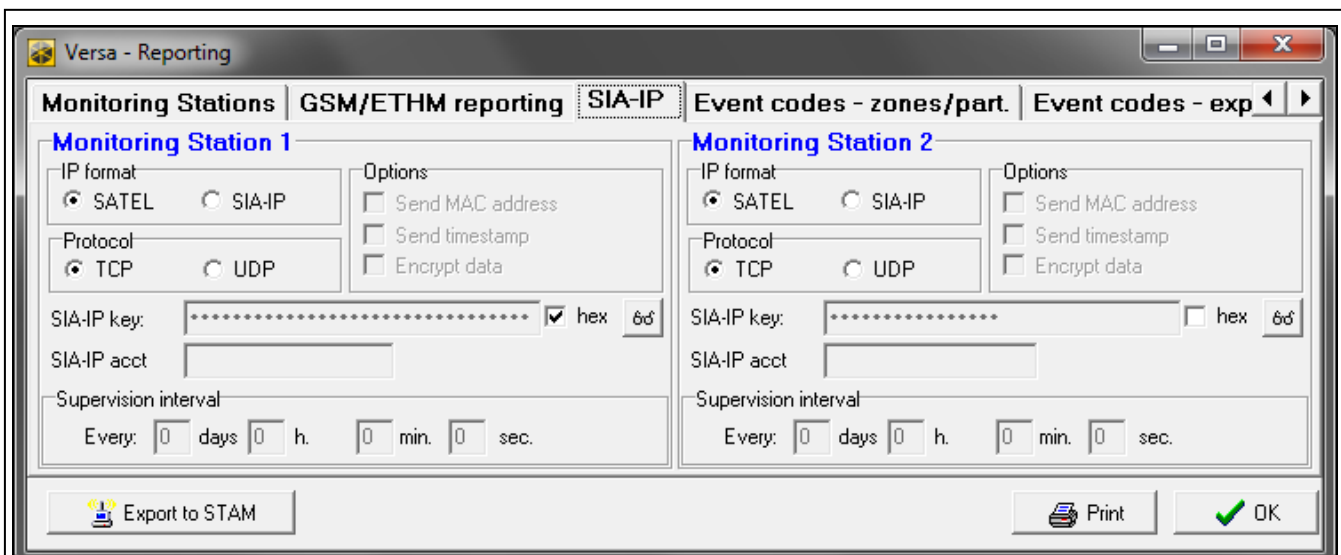 Versa - Reporting
Monitoring Stations GSM/ETHM reporting SIA-IP Event codes - zones/part. Event codes - exp
Monitoring Station 1
IP format
SATEL SIA-IP
Options
Send MAC address
Send timestamp
Encrypt data
Protocol
TCP UDP
SIA-IP key: ******************************** hex
SIA-IP acct
Supervision interval
Every: 0 days 0 h. 0 min. 0 sec.
Monitoring Station 2
IP format
SATEL SIA-IP
Options
Send MAC address
Send timestamp
Encrypt data
Protocol
TCP UDP
SIA-IP key: **************** hex
SIA-IP acct
Supervision interval
Every: 0 days 0 h. 0 min. 0 sec.
Export to STAM Print OK